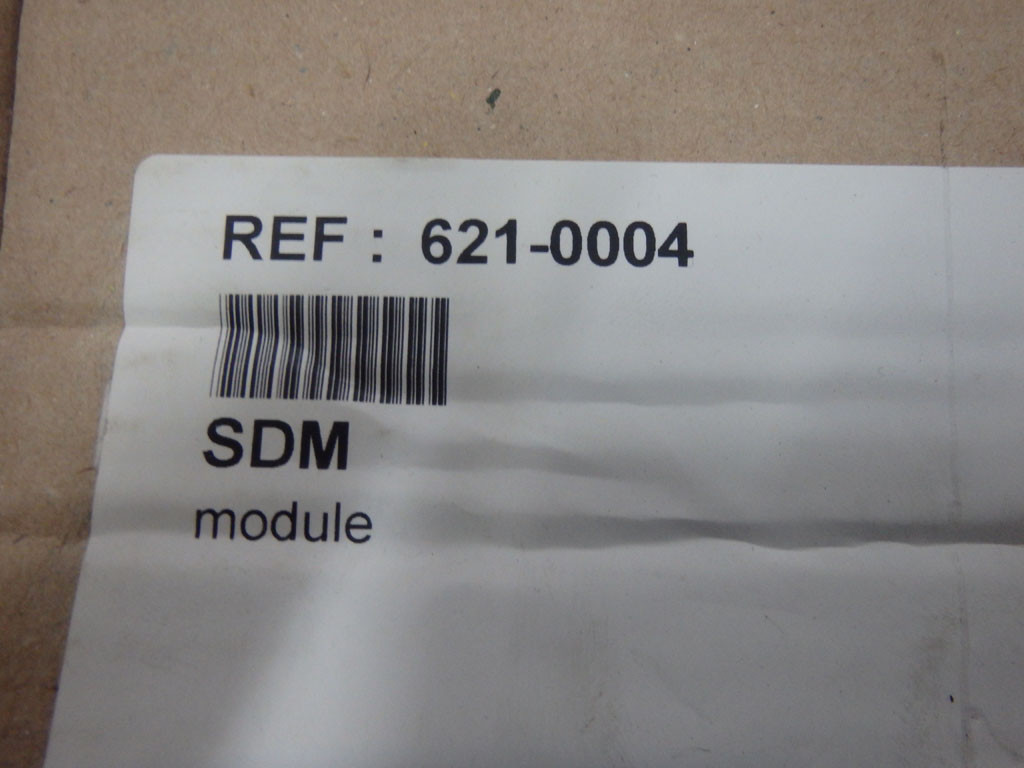 REF : 621-0004
SDM
module